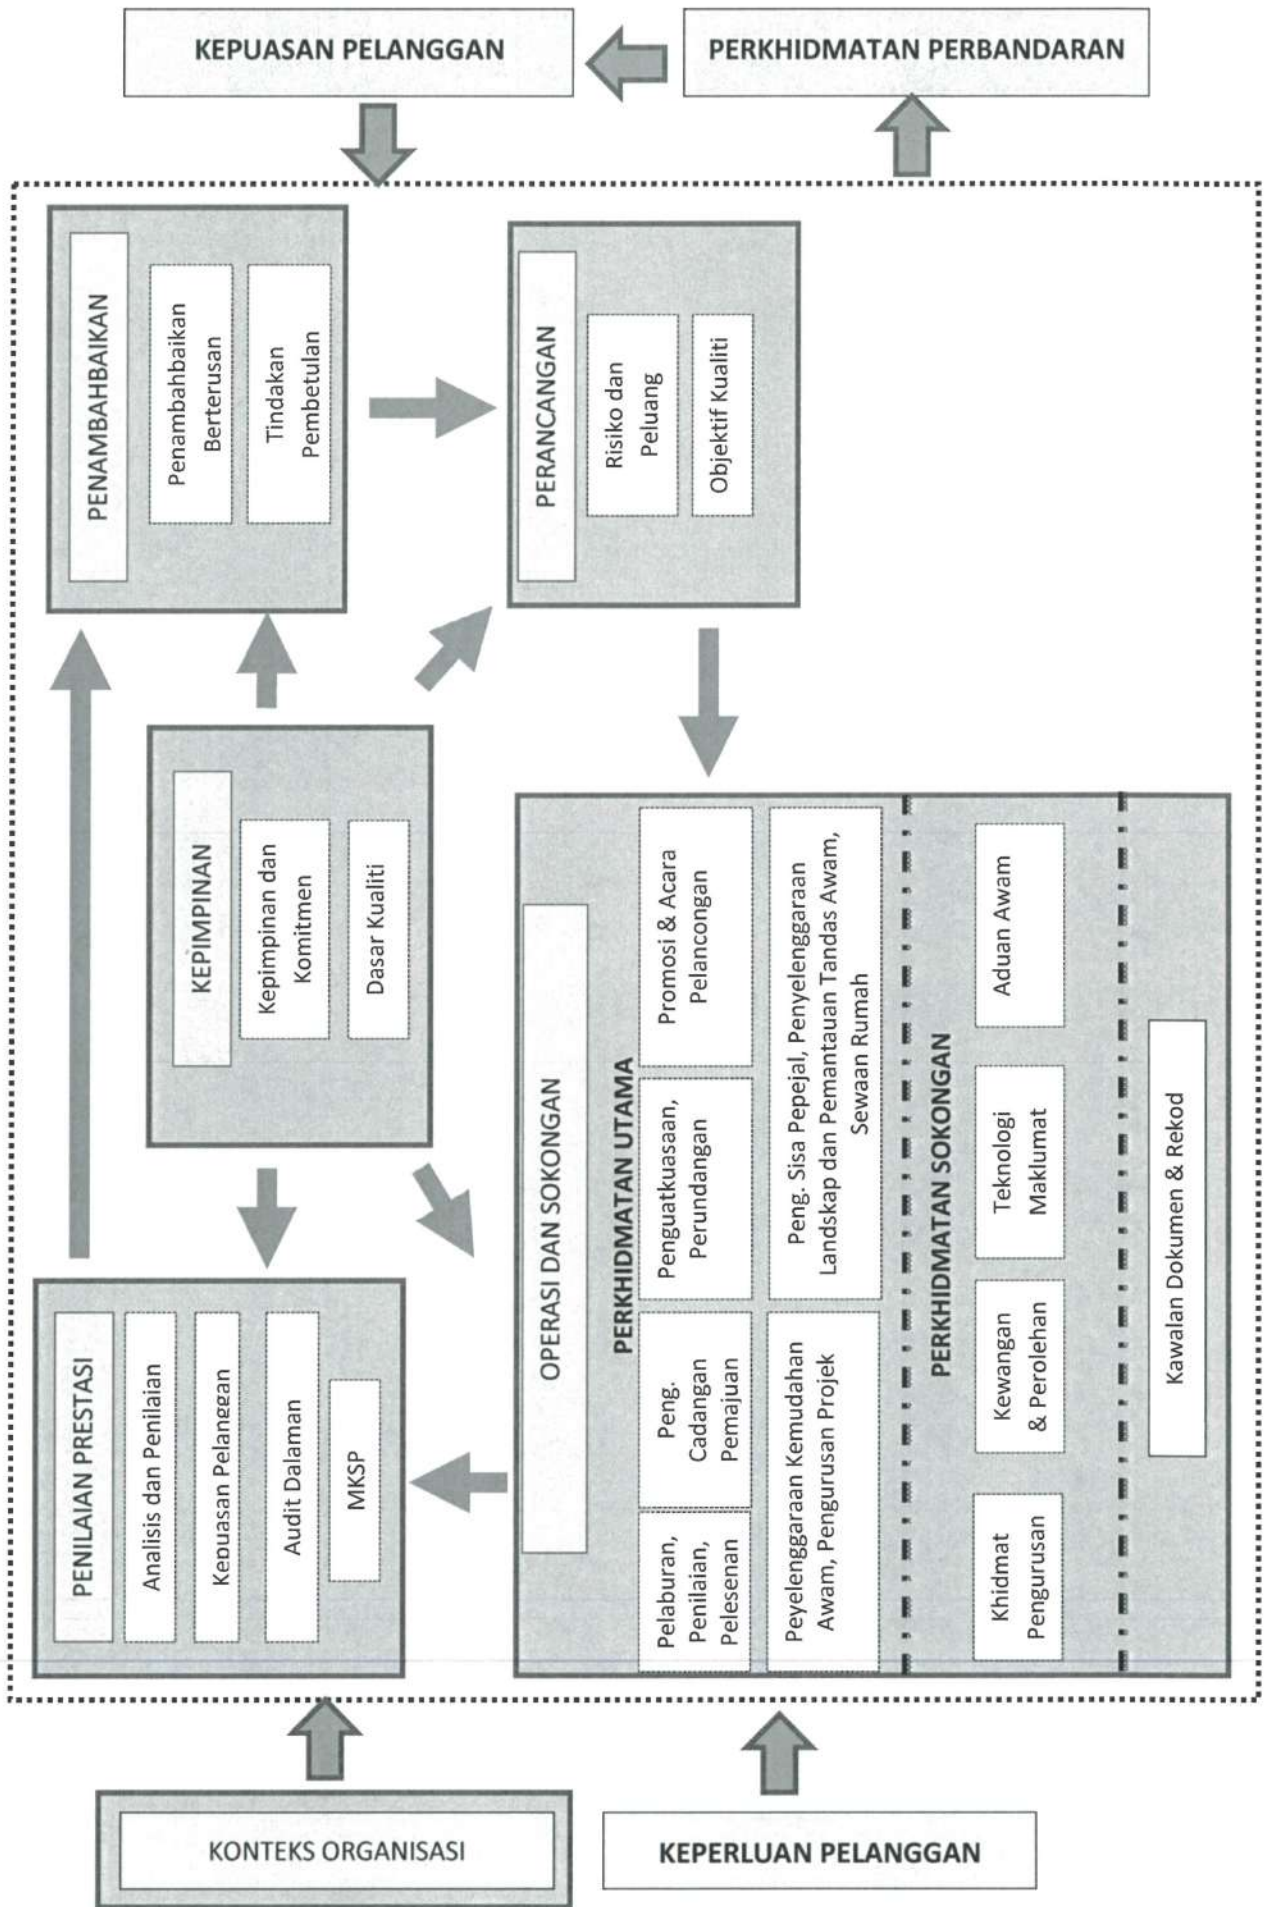 KEPUASAN PELANGGAN
PERKHIDMATAN PERBANDARAN
PENAMBAHBAIKAN
Penambahbaikan
Berterusan
Tindakan
Pembetulan
PERANCANGAN
Risiko dan
Peluang
Objektif Kualiti
KEPIMPINAN
Kepimpinan dan
Komitmen
Dasar Kualiti
PENILAIAN PRESTASI
Analisis dan Penilaian
Kepuasan Pelanggan
Audit Dalaman
MKSP
OPERASI DAN SOKONGAN
PERKHIDMATAN UTAMA
Pelaburan,
Penilaian,
Pelesenan
Peng.
Cadangan
Pemajuan
Penguatkuasaan,
Perundangan
Promosi & Acara
Pelancongan
Peyelenggaraan Kemudahan
Awam, Pengurusan Projek
Peng. Sisa Pepejal, Penyelenggaraan
Landskap dan Pemantauan Tandas Awam,
Sewaan Rumah
PERKHIDMATAN SOKONGAN
Khidmat
Pengurusan
Kewangan
& Perolehan
Teknologi
Maklumat
Aduan Awam
Kawalan Dokumen & Rekod
KONTEKS ORGANISASI
KEPERLUAN PELANGGAN